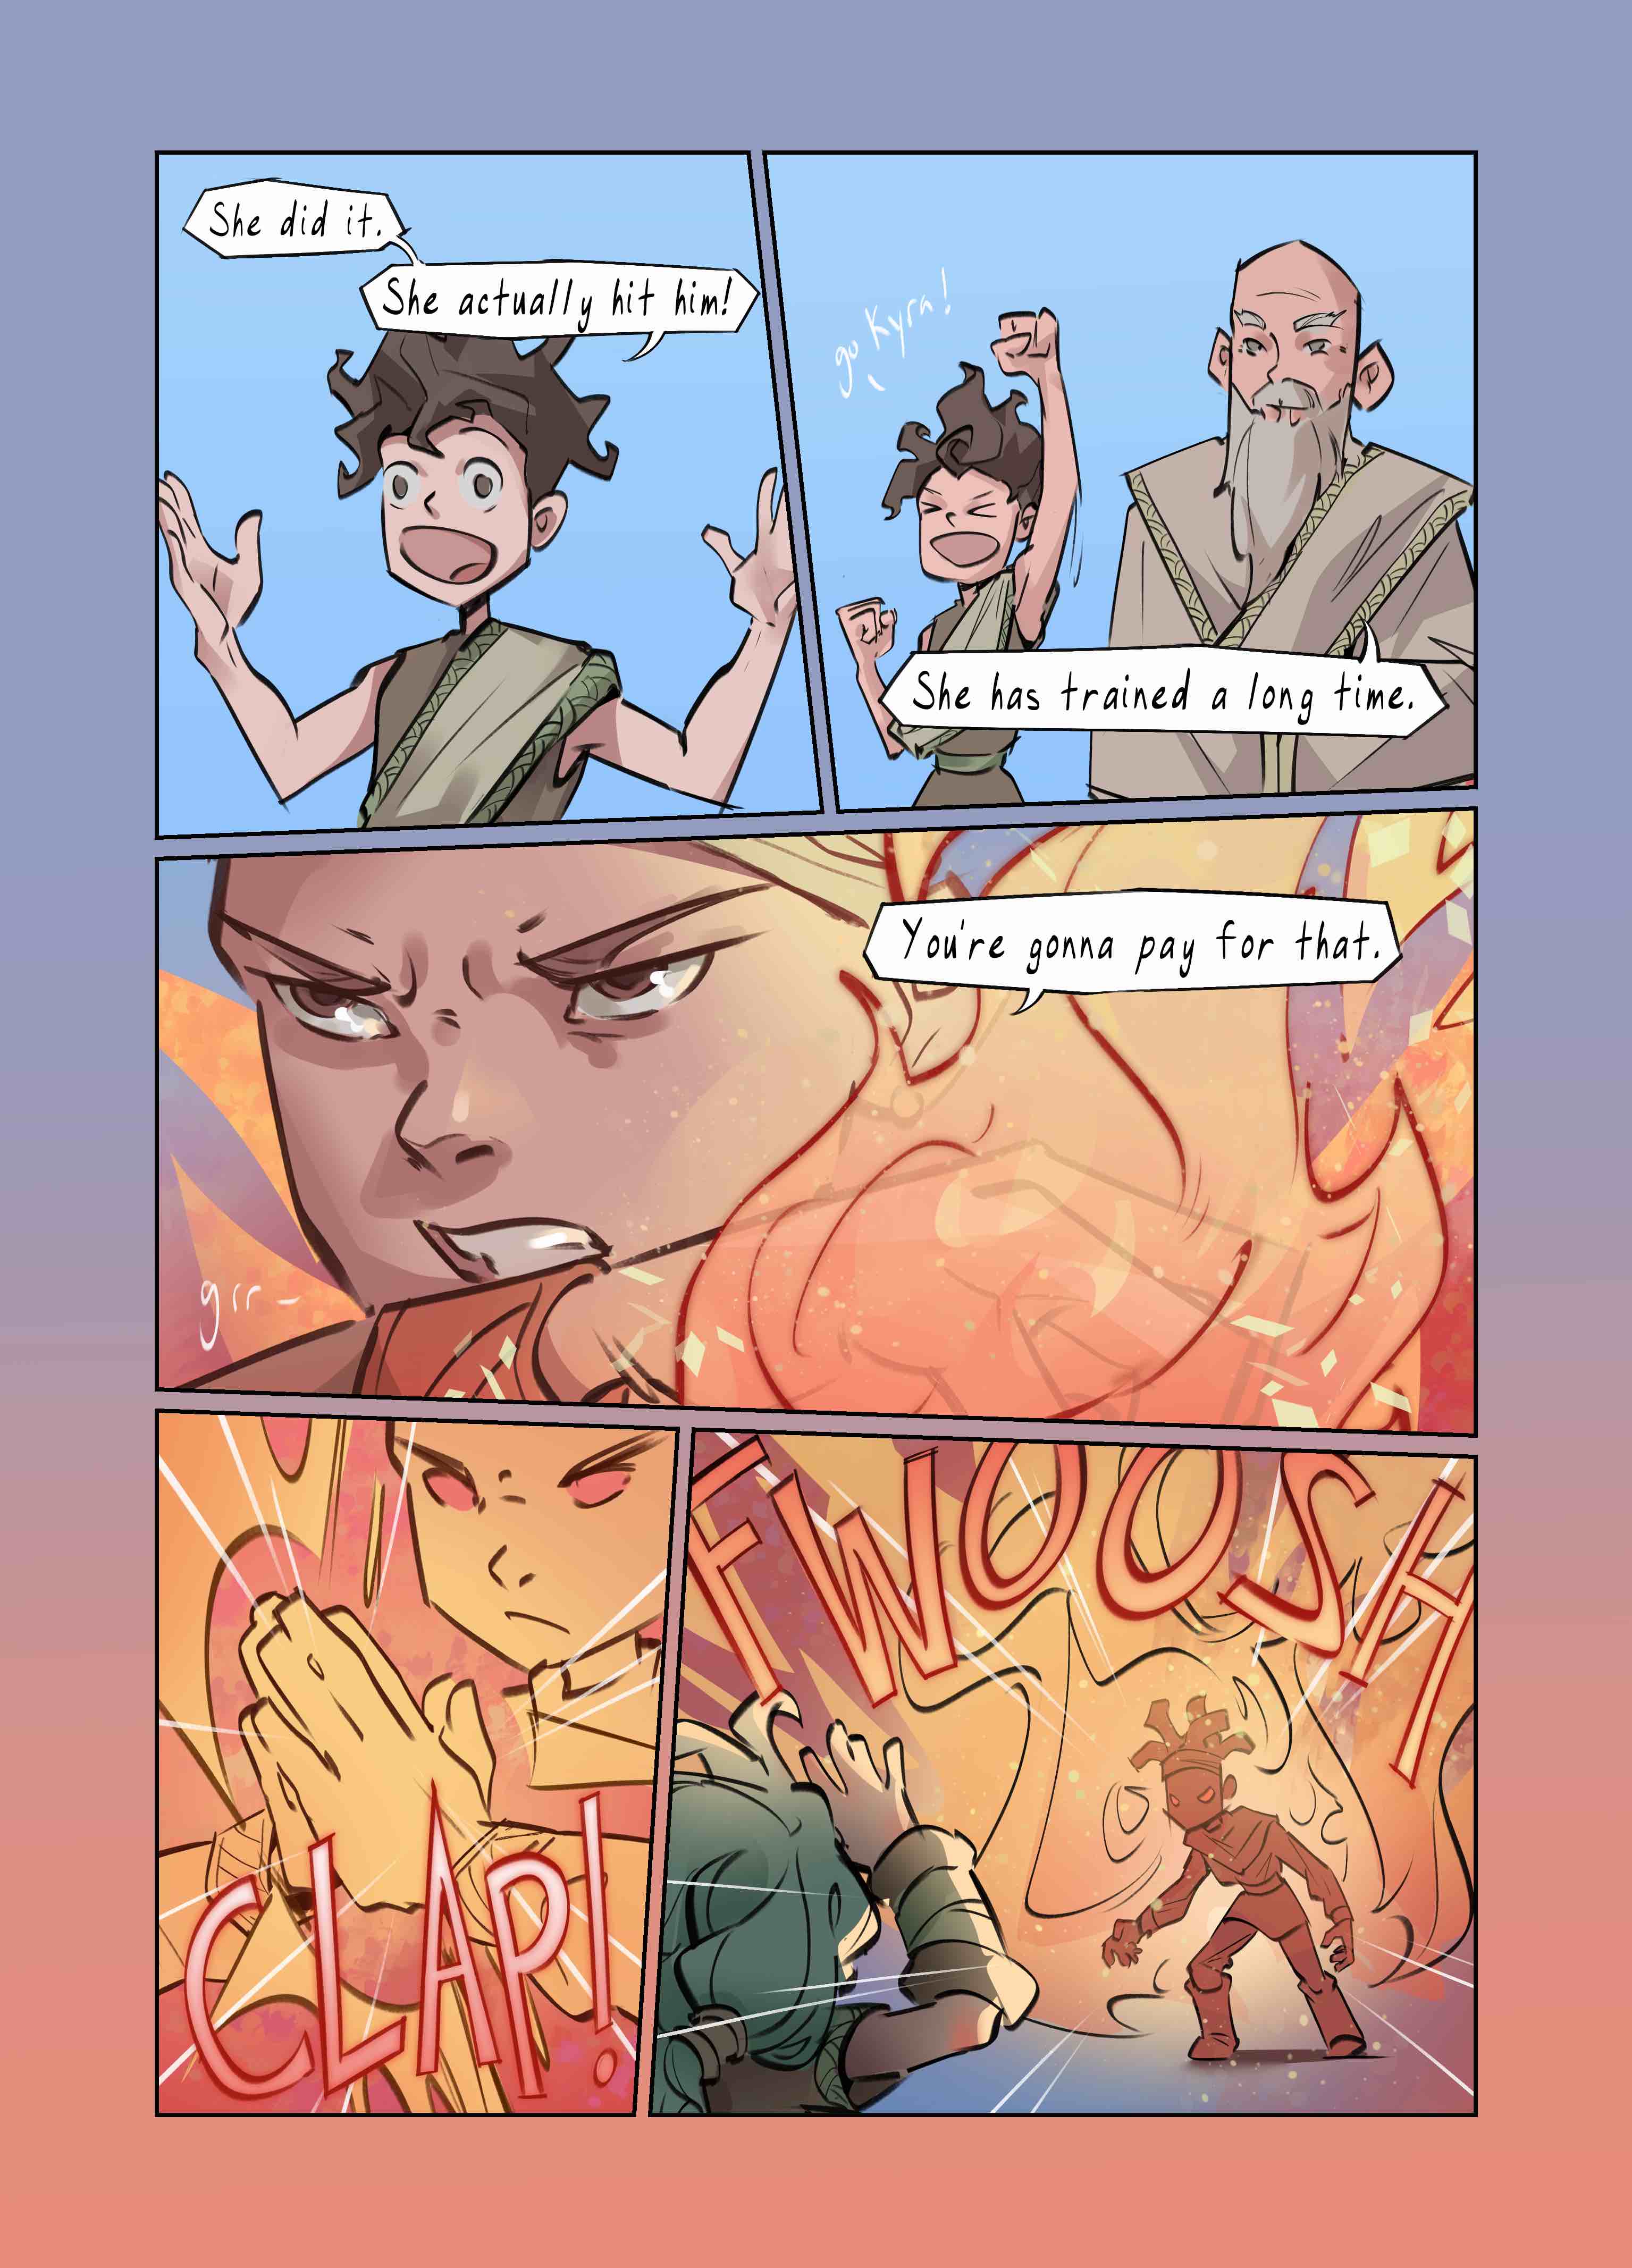 She did it.
She actually hit him!
go Kyra!
She has trained a long time.
You're gonna pay for that.
grr-
CLAP!
FWOOSH